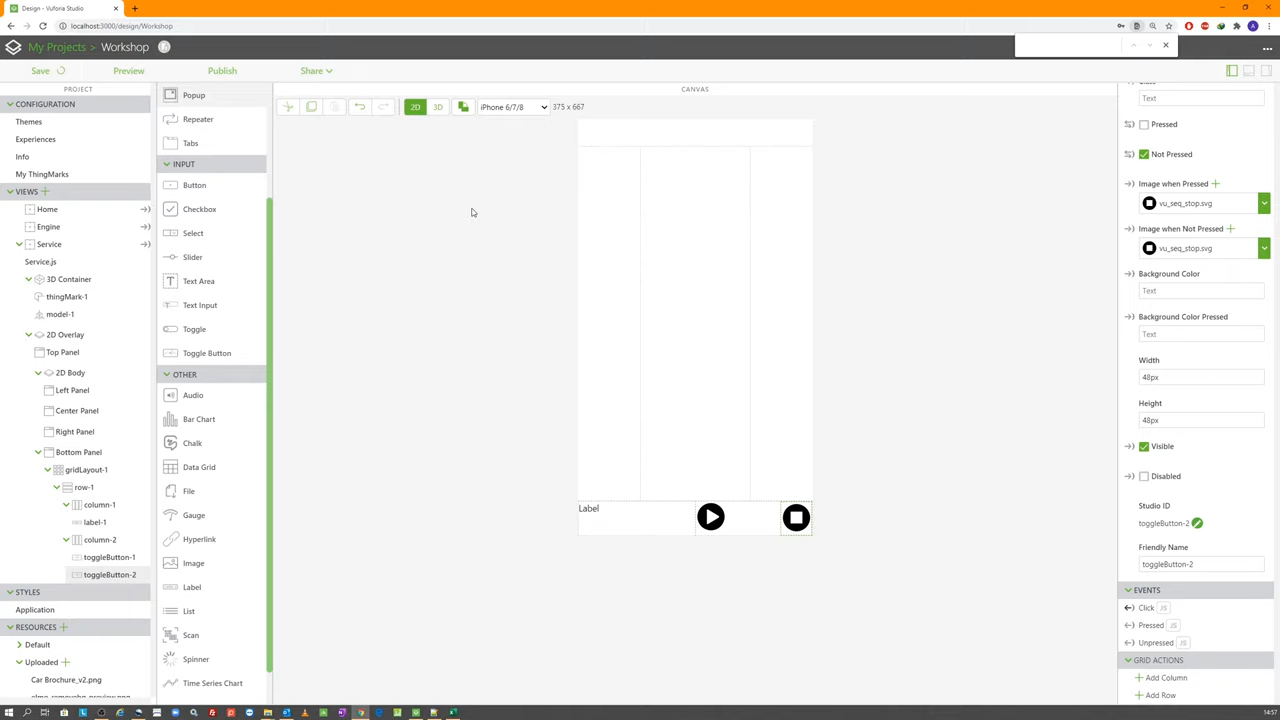 Design - Vuforia Studio
localhost:3000/design/Workshop
My Projects > Workshop
Save
Preview
Publish
Share
PROJECT
CONFIGURATION
Themes
Experiences
Info
My ThingMarks
VIEWS
Home
Engine
Service
Service.js
3D Container
thingMark-1
model-1
2D Overlay
Top Panel
2D Body
Left Panel
Center Panel
Right Panel
Bottom Panel
gridLayout-1
row-1
column-1
label-1
column-2
toggleButton-1
toggleButton-2
STYLES
Application
RESOURCES
Default
Uploaded
Car Brochure_v2.png
Popup
Repeater
Tabs
INPUT
Button
Checkbox
Select
Slider
Text Area
Text Input
Toggle
Toggle Button
OTHER
Audio
Bar Chart
Chalk
Data Grid
File
Gauge
Hyperlink
Image
Label
List
Scan
Spinner
Time Series Chart
CANVAS
2D
3D
iPhone 6/7/8
375 x 667
Label
Text
Pressed
Not Pressed
Image when Pressed
vu_seq_stop.svg
Image when Not Pressed
vu_seq_stop.svg
Background Color
Text
Background Color Pressed
Text
Width
48px
Height
48px
Visible
Disabled
Studio ID
toggleButton-2
Friendly Name
toggleButton-2
EVENTS
Click JS
Pressed JS
Unpressed JS
GRID ACTIONS
Add Column
Add Row
14:57